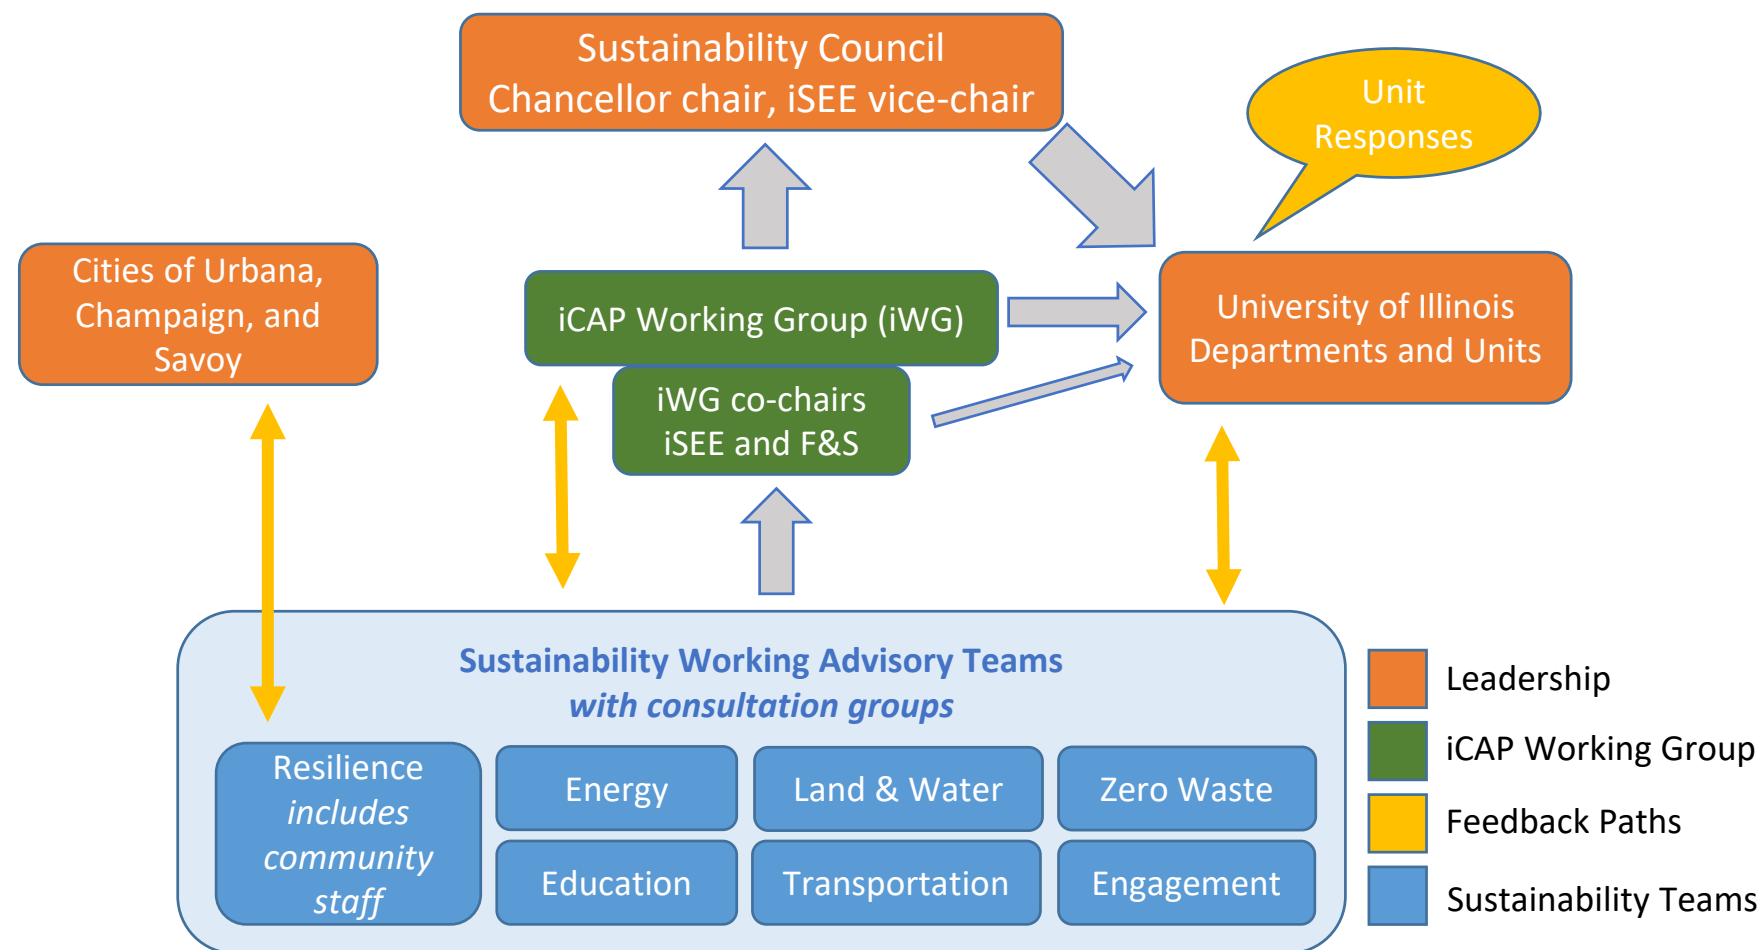 Sustainability Council
Chancellor chair, iSEE vice-chair
Unit
Responses
Cities of Urbana,
Champaign, and
Savoy
iCAP Working Group (iWG)
iWG co-chairs
iSEE and F&S
University of Illinois
Departments and Units
Sustainability Working Advisory Teams
with consultation groups
Resilience
includes
community
staff
Energy
Land & Water
Zero Waste
Education
Transportation
Engagement
Leadership
iCAP Working Group
Feedback Paths
Sustainability Teams